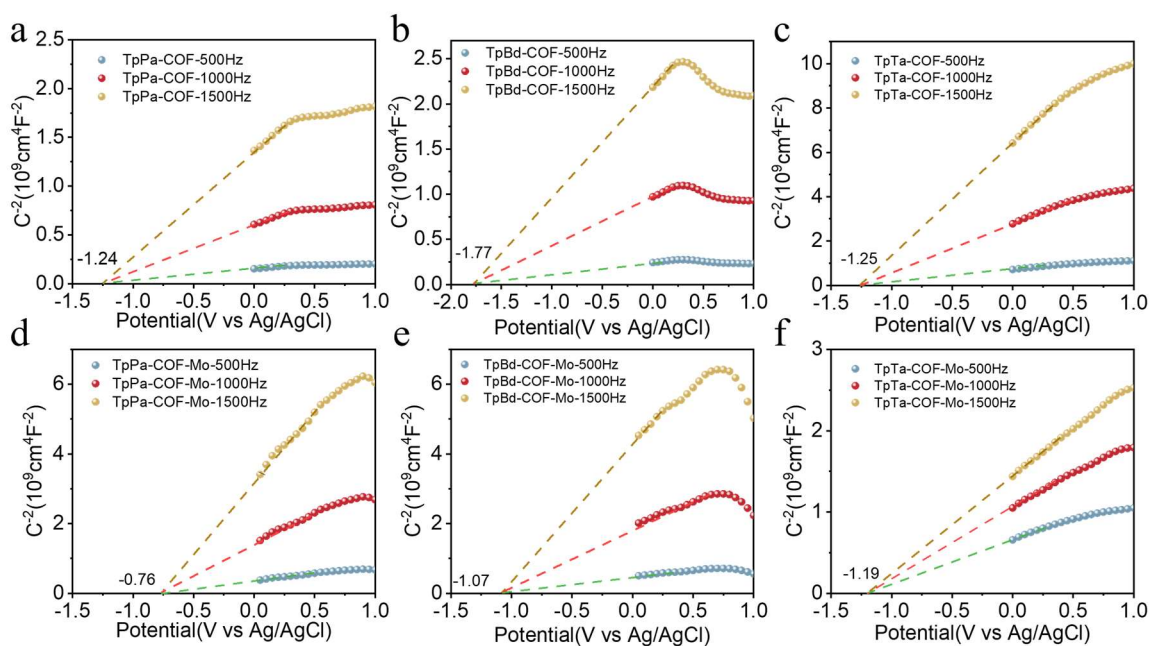 a
2.5
2.0
1.5
1.0
0.5
0.0
C⁻²(10⁹cm⁴F⁻²)
TpPa-COF-500Hz
TpPa-COF-1000Hz
TpPa-COF-1500Hz
-1.24
-1.5 -1.0 -0.5 0.0 0.5 1.0
Potential(V vs Ag/AgCl)
b
2.5
2.0
1.5
1.0
0.5
0.0
C⁻²(10⁹cm⁴F⁻²)
TpBd-COF-500Hz
TpBd-COF-1000Hz
TpBd-COF-1500Hz
-1.77
-2.0 -1.5 -1.0 -0.5 0.0 0.5 1.0
Potential(V vs Ag/AgCl)
c
10
8
6
4
2
0
C⁻²(10⁹cm⁴F⁻²)
TpTa-COF-500Hz
TpTa-COF-1000Hz
TpTa-COF-1500Hz
-1.25
-1.5 -1.0 -0.5 0.0 0.5 1.0
Potential(V vs Ag/AgCl)
d
6
4
2
0
C⁻²(10⁹cm⁴F⁻²)
TpPa-COF-Mo-500Hz
TpPa-COF-Mo-1000Hz
TpPa-COF-Mo-1500Hz
-0.76
-1.5 -1.0 -0.5 0.0 0.5 1.0
Potential(V vs Ag/AgCl)
e
6
4
2
0
C⁻²(10⁹cm⁴F⁻²)
TpBd-COF-Mo-500Hz
TpBd-COF-Mo-1000Hz
TpBd-COF-Mo-1500Hz
-1.07
-1.5 -1.0 -0.5 0.0 0.5 1.0
Potential(V vs Ag/AgCl)
f
3
2
1
0
C⁻²(10⁹cm⁴F⁻²)
TpTa-COF-Mo-500Hz
TpTa-COF-Mo-1000Hz
TpTa-COF-Mo-1500Hz
-1.19
-1.5 -1.0 -0.5 0.0 0.5 1.0
Potential(V vs Ag/AgCl)